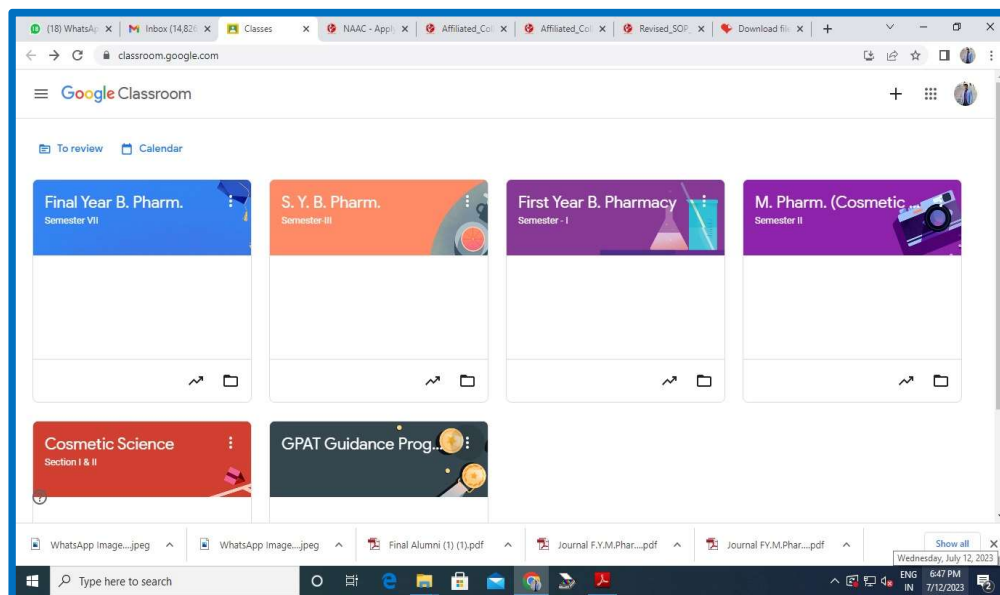 (18) WhatsAp
Inbox (14,826
Classes
NAAC - Appl
Affiliated_Col
Affiliated_Col
Revised_SOP_
Download file
classroom.google.com
Google Classroom
To review Calendar
Final Year B. Pharm.
Semester VII
S. Y. B. Pharm.
Semester-III
First Year B. Pharmacy
Semester - I
M. Pharm. (Cosmetic ...
Semester II
Cosmetic Science
Section I & II
GPAT Guidance Prog...
WhatsApp Image....jpeg
WhatsApp Image....jpeg
Final Alumni (1) (1).pdf
Journal F.Y.M.Phar....pdf
Journal FY.M.Phar....pdf
Show all
Wednesday, July 12, 2023
Type here to search
ENG
IN
6:47 PM
7/12/2023
2